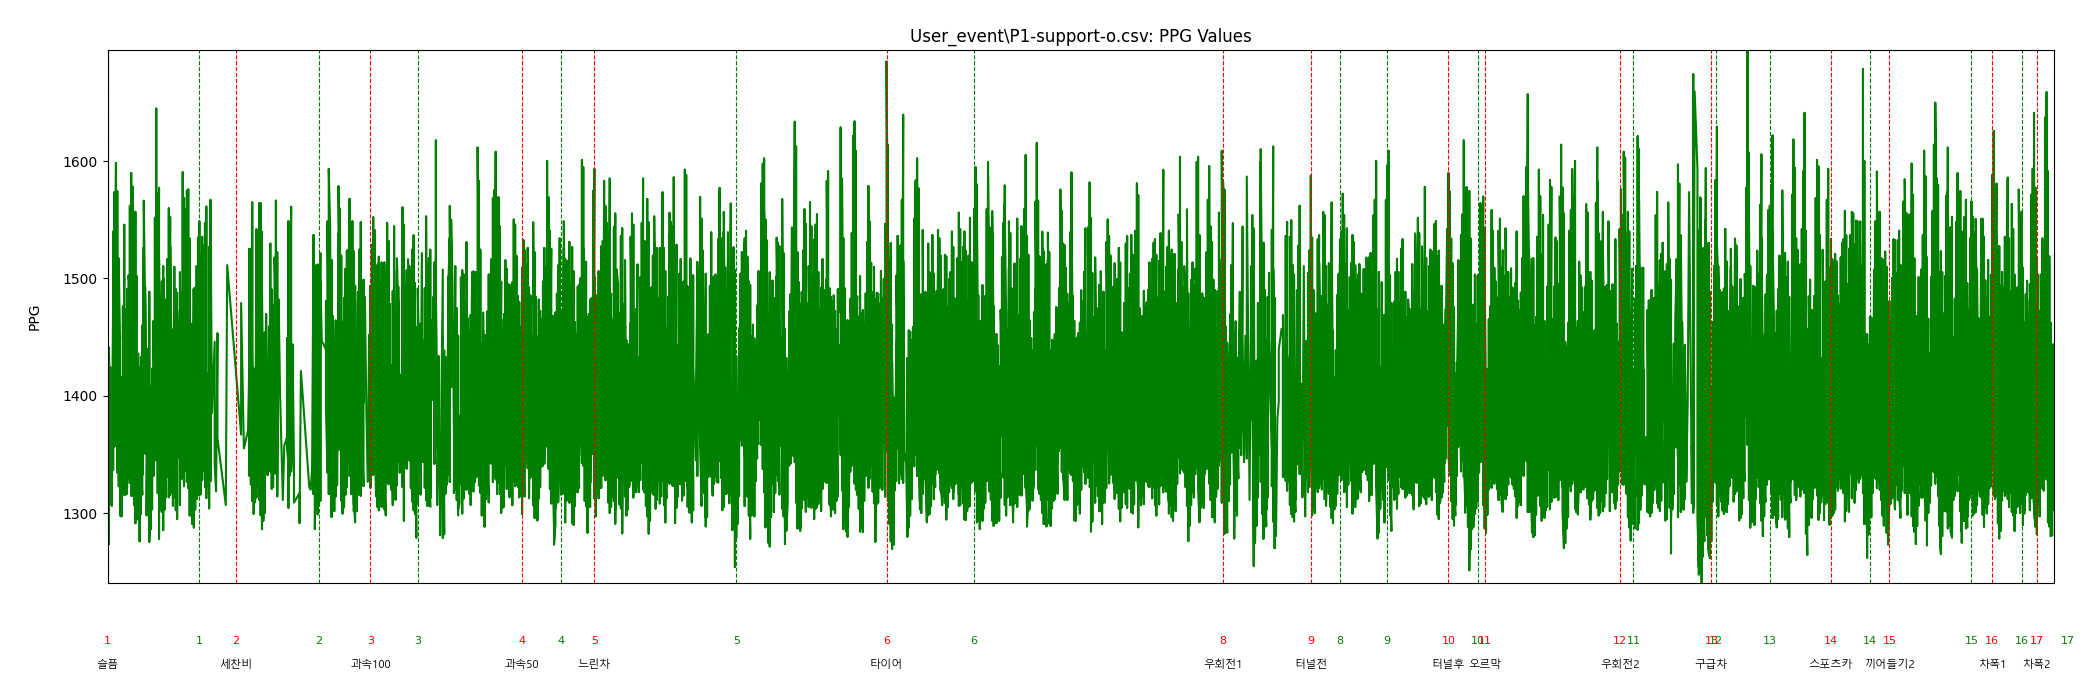 User_event\P1-support-o.csv: PPG Values
PPG
1600
1500
1400
1300
1 1 2 2 3 3 4 4 5 5 6 6 8 9 8 9 10 10 11 12 11 13 12 13 14 14 15 15 16 16 17 17
슬픔 세찬비 과속100 과속50 느린차 타이어 우회전1 터널전 터널후 오르막 우회전2 구급차 스포츠카 끼어들기2 차폭1 차폭2